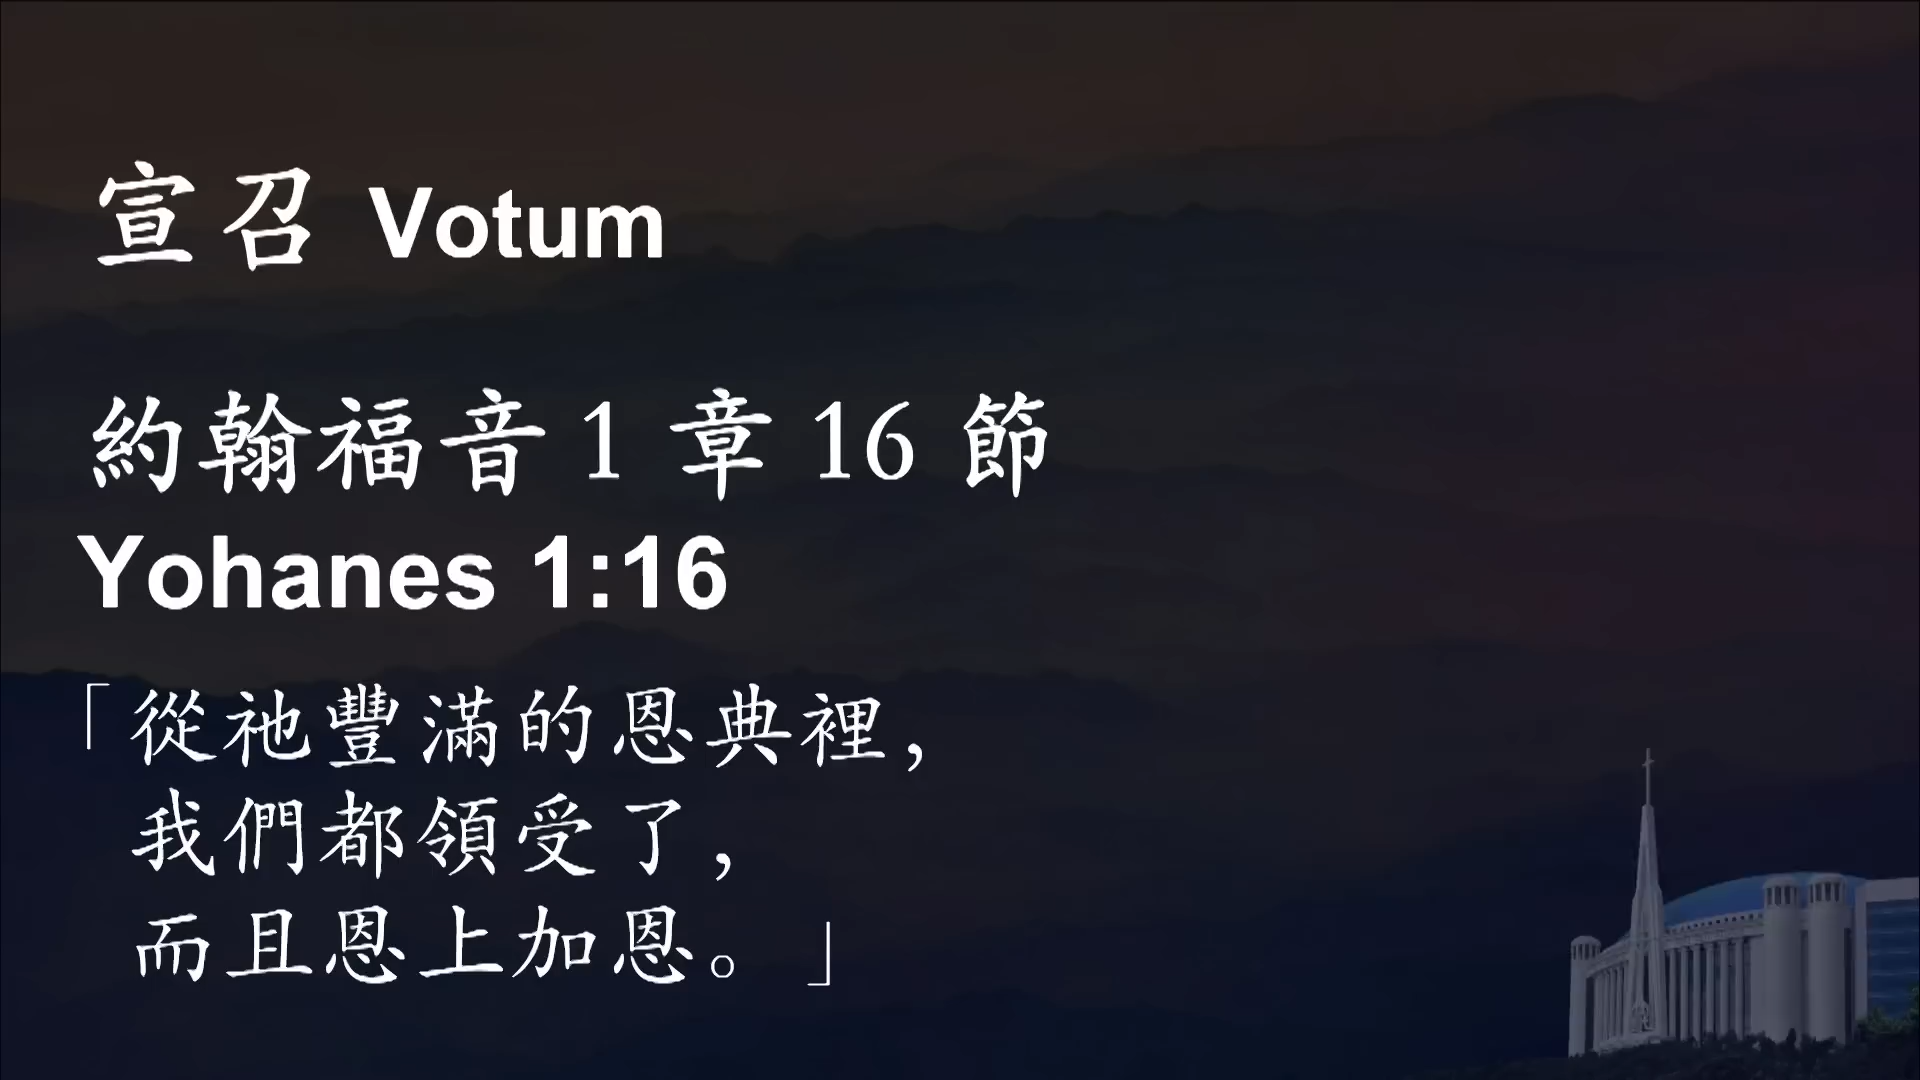 宣召 Votum
約翰福音 1 章 16 節
Yohanes 1:16
「從祂豐滿的恩典裡，
我們都領受了，
而且恩上加恩。」